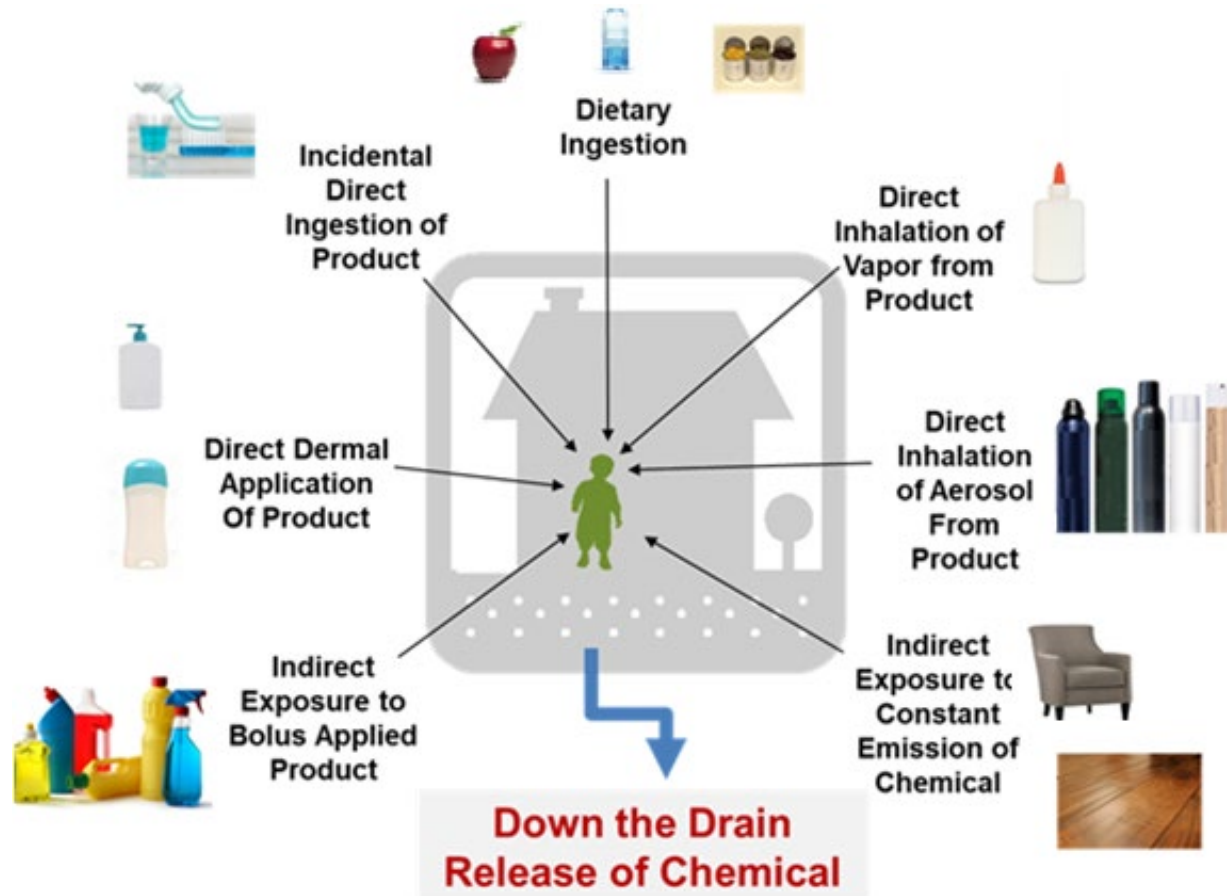 Dietary
Ingestion
Incidental
Direct
Ingestion of
Product
Direct
Inhalation of
Vapor from
Product
Direct Dermal
Application
Of Product
Direct
Inhalation
of Aerosol
From
Product
Indirect
Exposure to
Bolus Applied
Product
Indirect
Exposure to
Constant
Emission of
Chemical
Down the Drain
Release of Chemical